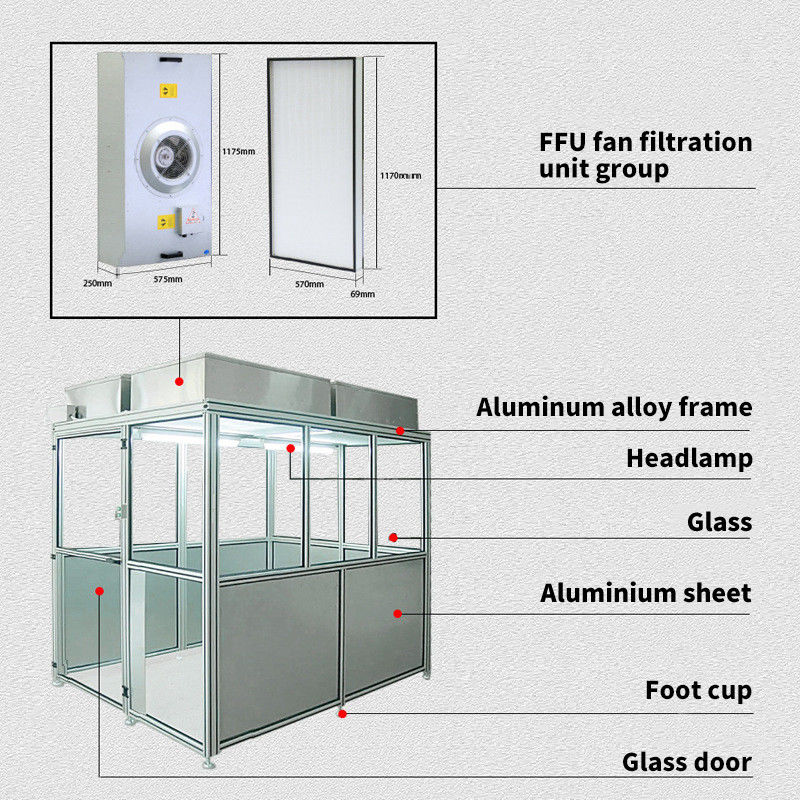 FFU fan filtration
unit group
1175mm
1170mm
250mm
575mm
570mm
69mm
Aluminum alloy frame
Headlamp
Glass
Aluminium sheet
Foot cup
Glass door